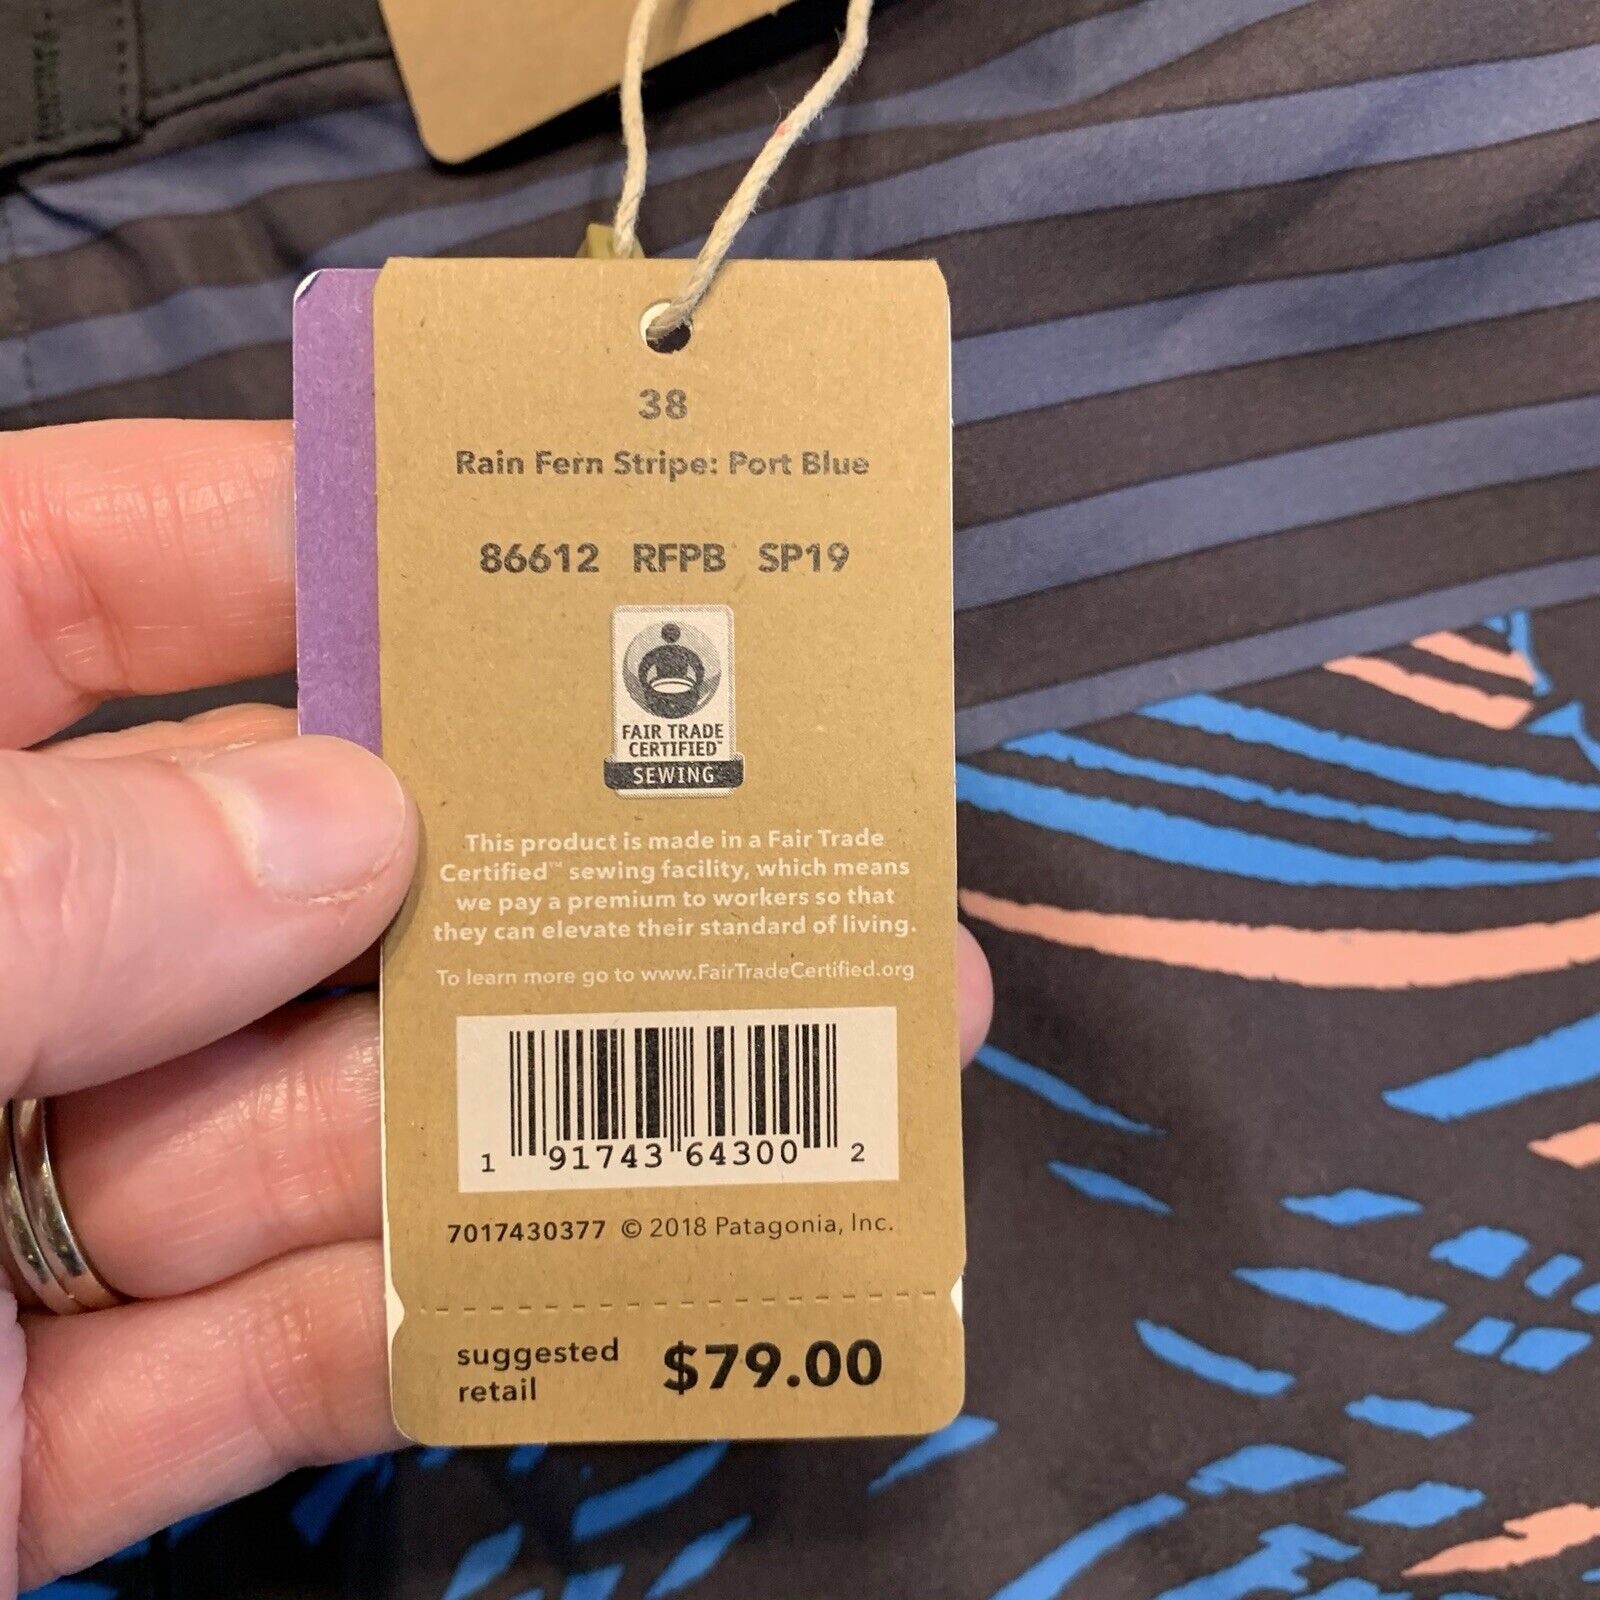 38
Rain Fern Stripe: Port Blue
86612 RFPB SP19
FAIR TRADE
CERTIFIED™
SEWING
This product is made in a Fair Trade
Certified™ sewing facility, which means
we pay a premium to workers so that
they can elevate their standard of living.
To learn more go to www.FairTradeCertified.org
1 91743 64300 2
7017430377 © 2018 Patagonia, Inc.
suggested
retail
$79.00